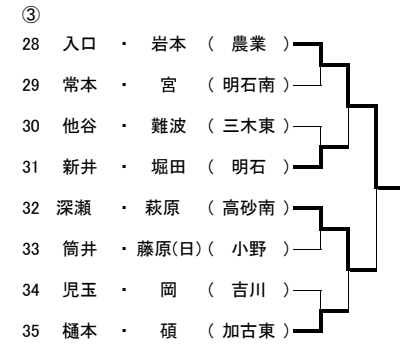 ③
28 入口 ・ 岩本 ( 農業 )
29 常本 ・ 宮 ( 明石南 )
30 他谷 ・ 難波 ( 三木東 )
31 新井 ・ 堀田 ( 明石 )
32 深瀬 ・ 萩原 ( 高砂南 )
33 筒井 ・ 藤原(日) ( 小野 )
34 児玉 ・ 岡 ( 吉川 )
35 樋本 ・ 碩 ( 加古東 )